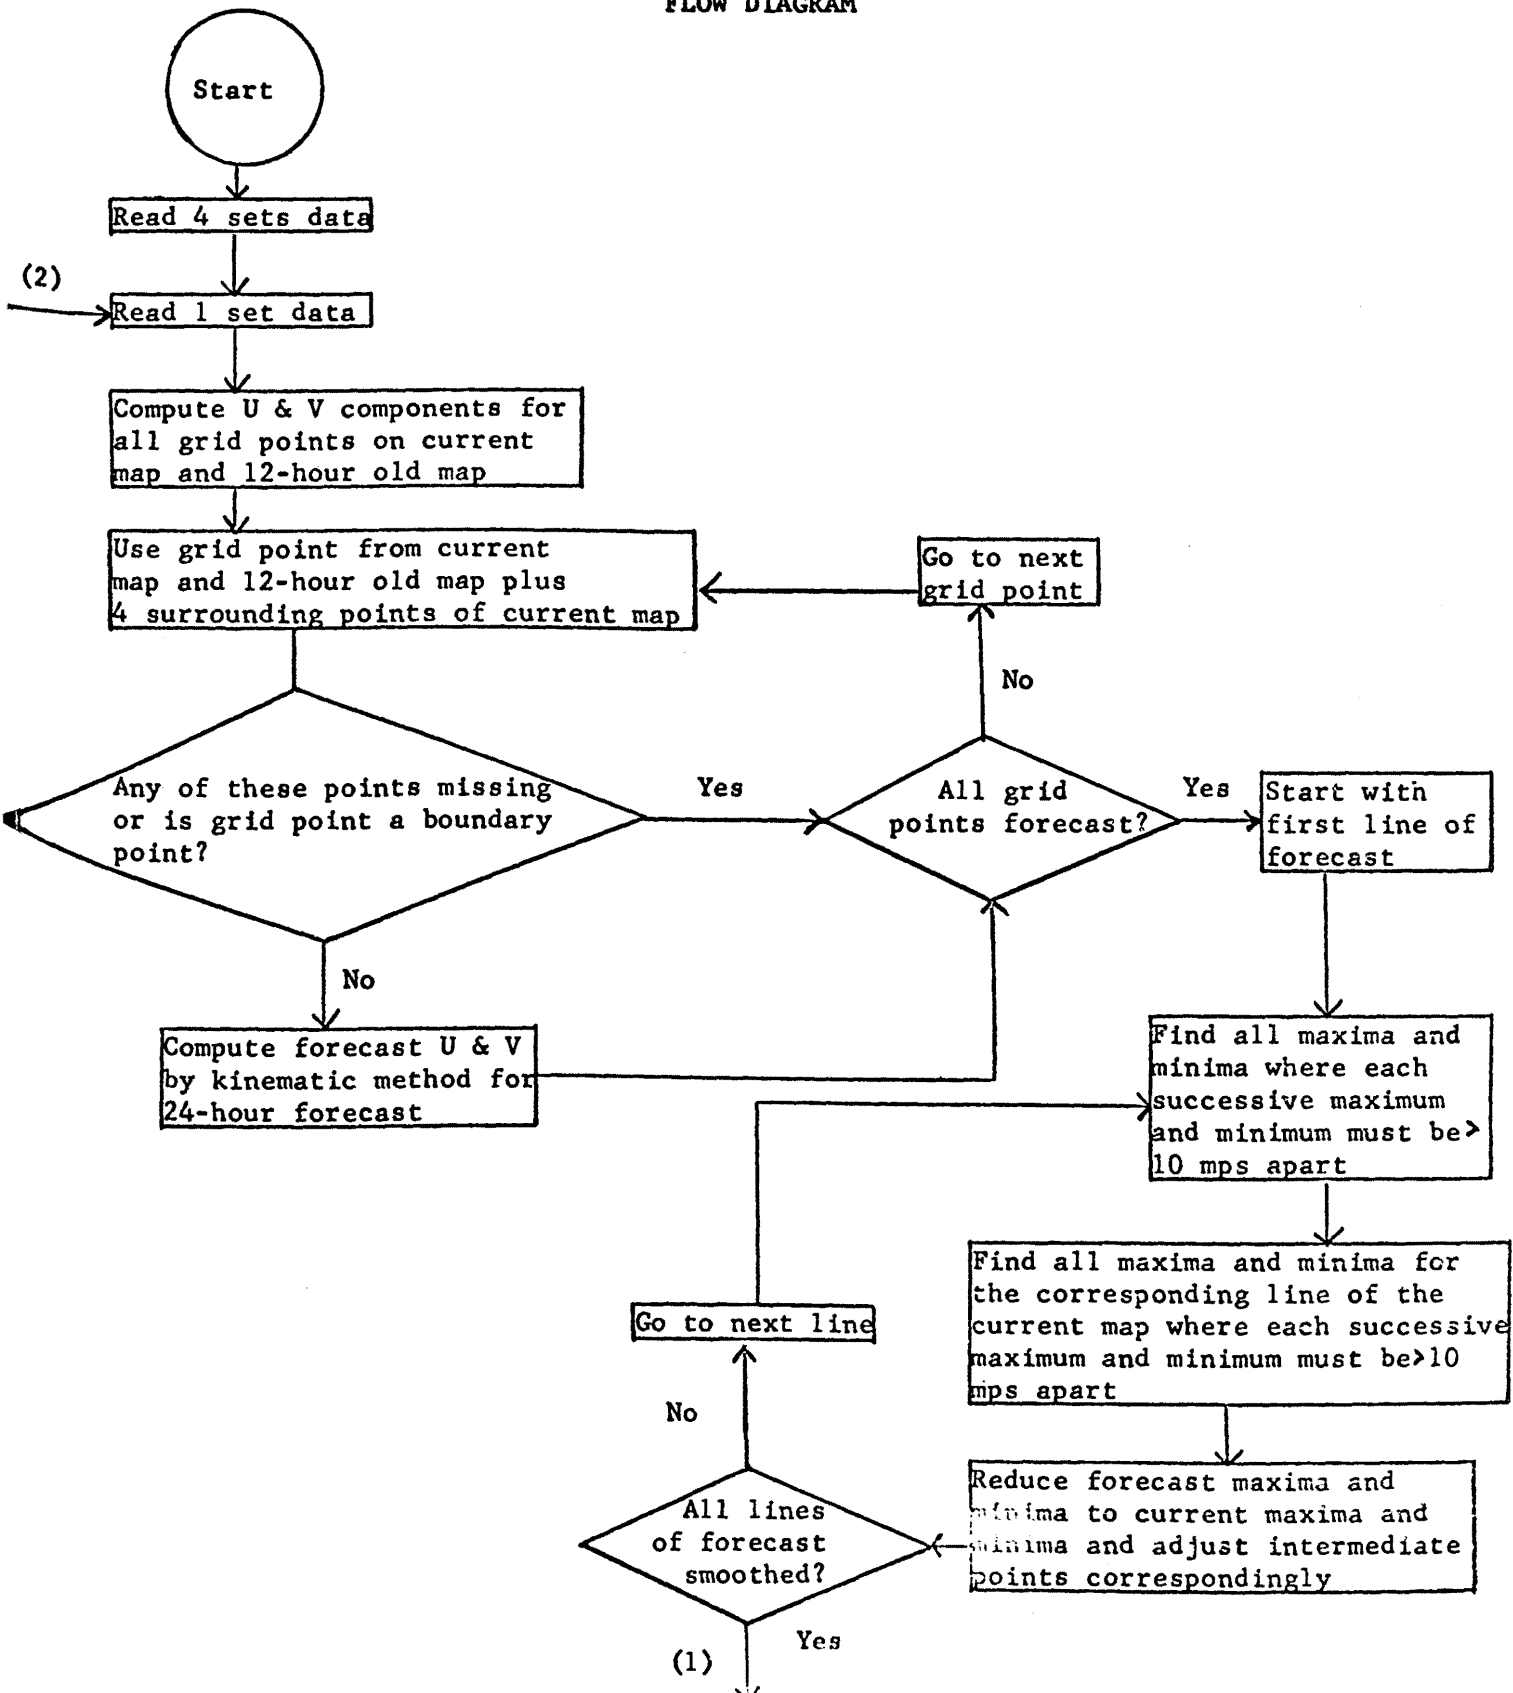 FLOW DIAGRAM
Start
Read 4 sets data
(2)
Read 1 set data
Compute U & V components for
all grid points on current
map and 12-hour old map
Use grid point from current
map and 12-hour old map plus
4 surrounding points of current map
Go to next
grid point
No
Any of these points missing
or is grid point a boundary
point?
Yes
All grid
points forecast?
Yes
Start with
first line of
forecast
No
Compute forecast U & V
by kinematic method for
24-hour forecast
Find all maxima and
minima where each
successive maximum
and minimum must be>
10 mps apart
Find all maxima and minima for
the corresponding line of the
current map where each successive
maximum and minimum must be>10
mps apart
Go to next line
No
Reduce forecast maxima and
minima to current maxima and
minima and adjust intermediate
points correspondingly
All lines
of forecast
smoothed?
Yes
(1)